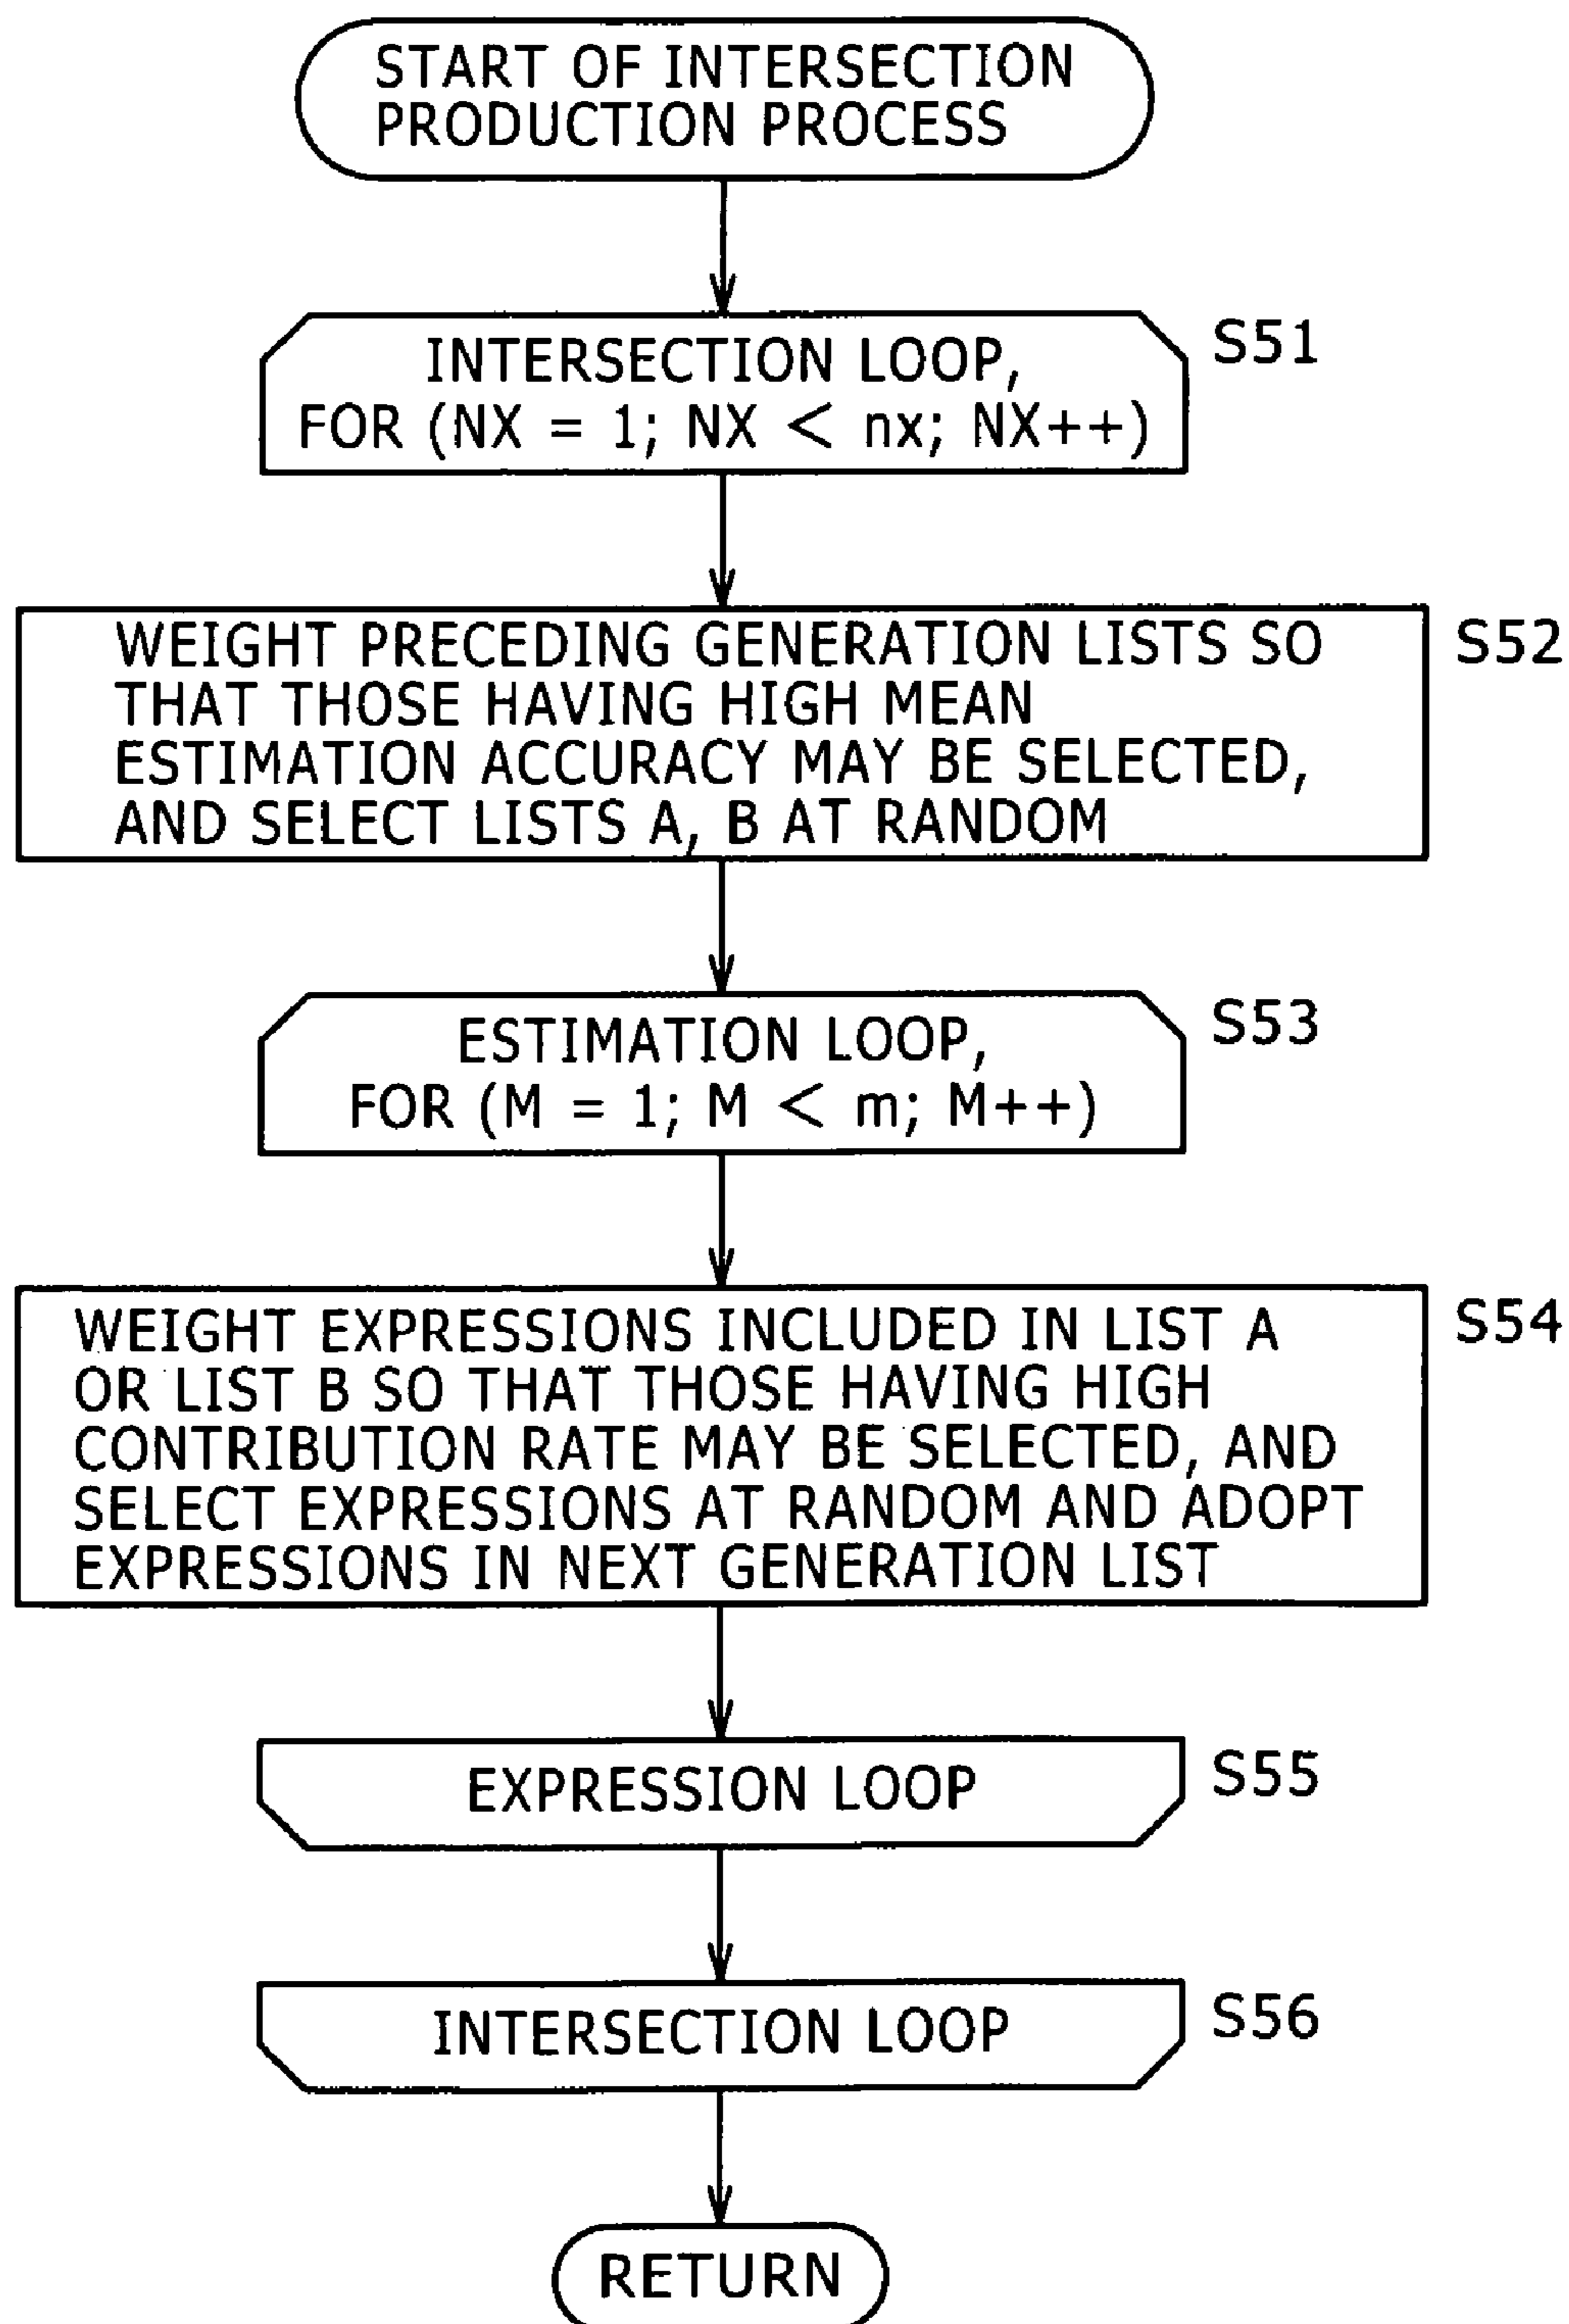 START OF INTERSECTION
PRODUCTION PROCESS
INTERSECTION LOOP,
FOR (NX = 1; NX < nx; NX++)
S51
WEIGHT PRECEDING GENERATION LISTS SO
THAT THOSE HAVING HIGH MEAN
ESTIMATION ACCURACY MAY BE SELECTED,
AND SELECT LISTS A, B AT RANDOM
S52
ESTIMATION LOOP,
FOR (M = 1; M < m; M++)
S53
WEIGHT EXPRESSIONS INCLUDED IN LIST A
OR LIST B SO THAT THOSE HAVING HIGH
CONTRIBUTION RATE MAY BE SELECTED, AND
SELECT EXPRESSIONS AT RANDOM AND ADOPT
EXPRESSIONS IN NEXT GENERATION LIST
S54
EXPRESSION LOOP
S55
INTERSECTION LOOP
S56
RETURN